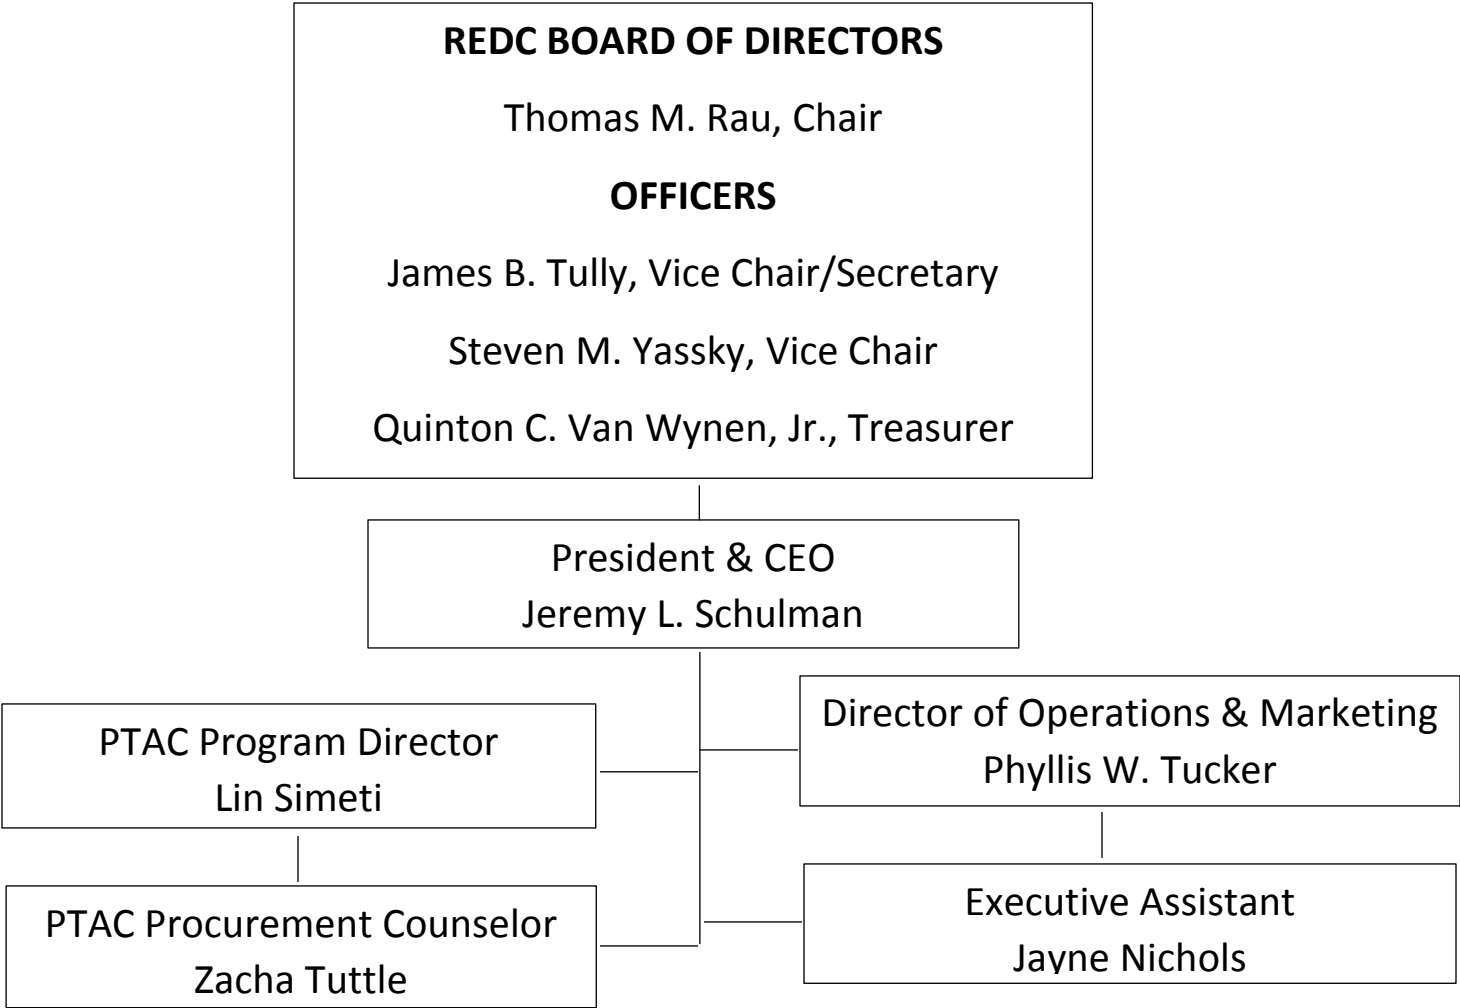 REDC BOARD OF DIRECTORS
Thomas M. Rau, Chair
OFFICERS
James B. Tully, Vice Chair/Secretary
Steven M. Yassky, Vice Chair
Quinton C. Van Wynen, Jr., Treasurer
President & CEO
Jeremy L. Schulman
PTAC Program Director
Lin Simeti
Director of Operations & Marketing
Phyllis W. Tucker
PTAC Procurement Counselor
Zacha Tuttle
Executive Assistant
Jayne Nichols